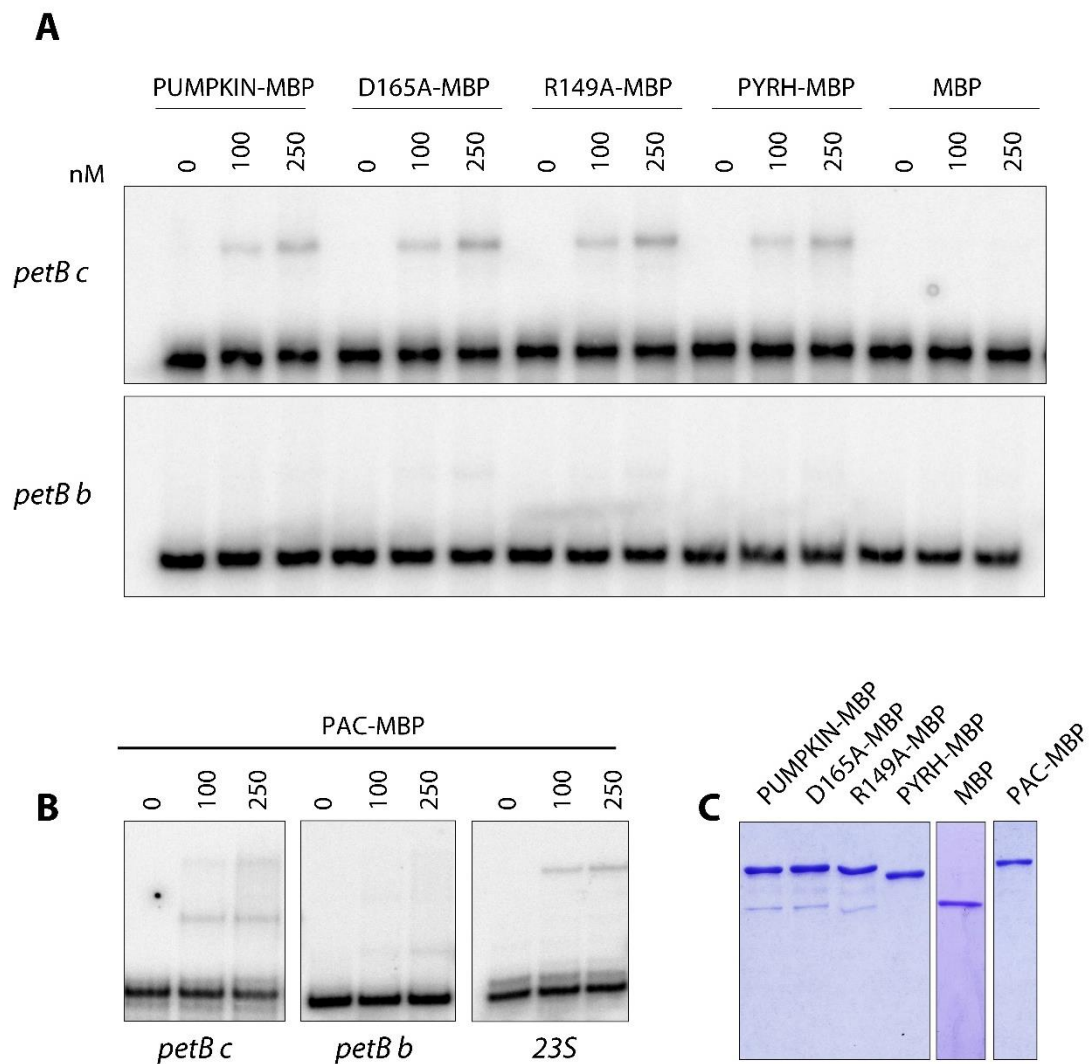 A
PUMPKIN-MBP D165A-MBP R149A-MBP PYRH-MBP MBP
nM 0 100 250 0 100 250 0 100 250 0 100 250 0 100 250
petB c
petB b
PAC-MBP
B 0 100 250 0 100 250 0 100 250
petB c petB b 23S
C PUMPKIN-MBP D165A-MBP R149A-MBP PYRH-MBP MBP PAC-MBP